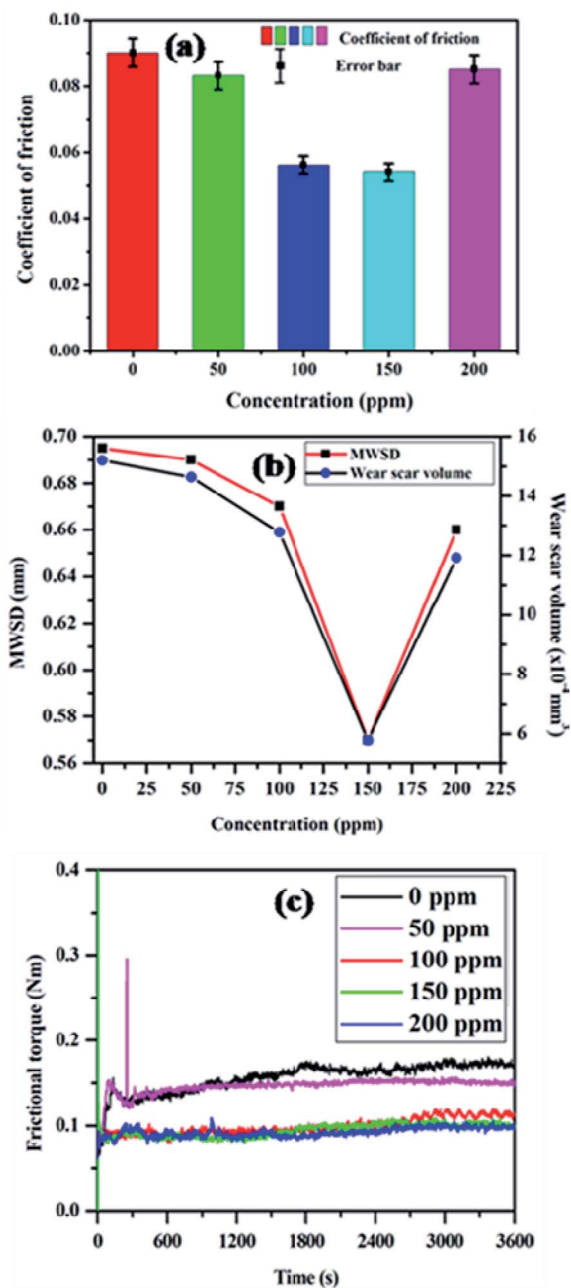 (a)
Coefficient of friction
Error bar
0.10
0.08
0.06
0.04
0.02
0.00
Coefficient of friction
0 50 100 150 200
Concentration (ppm)
(b)
MWSD
Wear scar volume
0.70
0.68
0.66
0.64
0.62
0.60
0.58
0.56
MWSD (mm)
16
14
12
10
8
6
Wear scar volume (x10⁻⁴ mm³)
0 25 50 75 100 125 150 175 200 225
Concentration (ppm)
(c)
0 ppm
50 ppm
100 ppm
150 ppm
200 ppm
0.4
0.3
0.2
0.1
0.0
Frictional torque (Nm)
0 600 1200 1800 2400 3000 3600
Time (s)